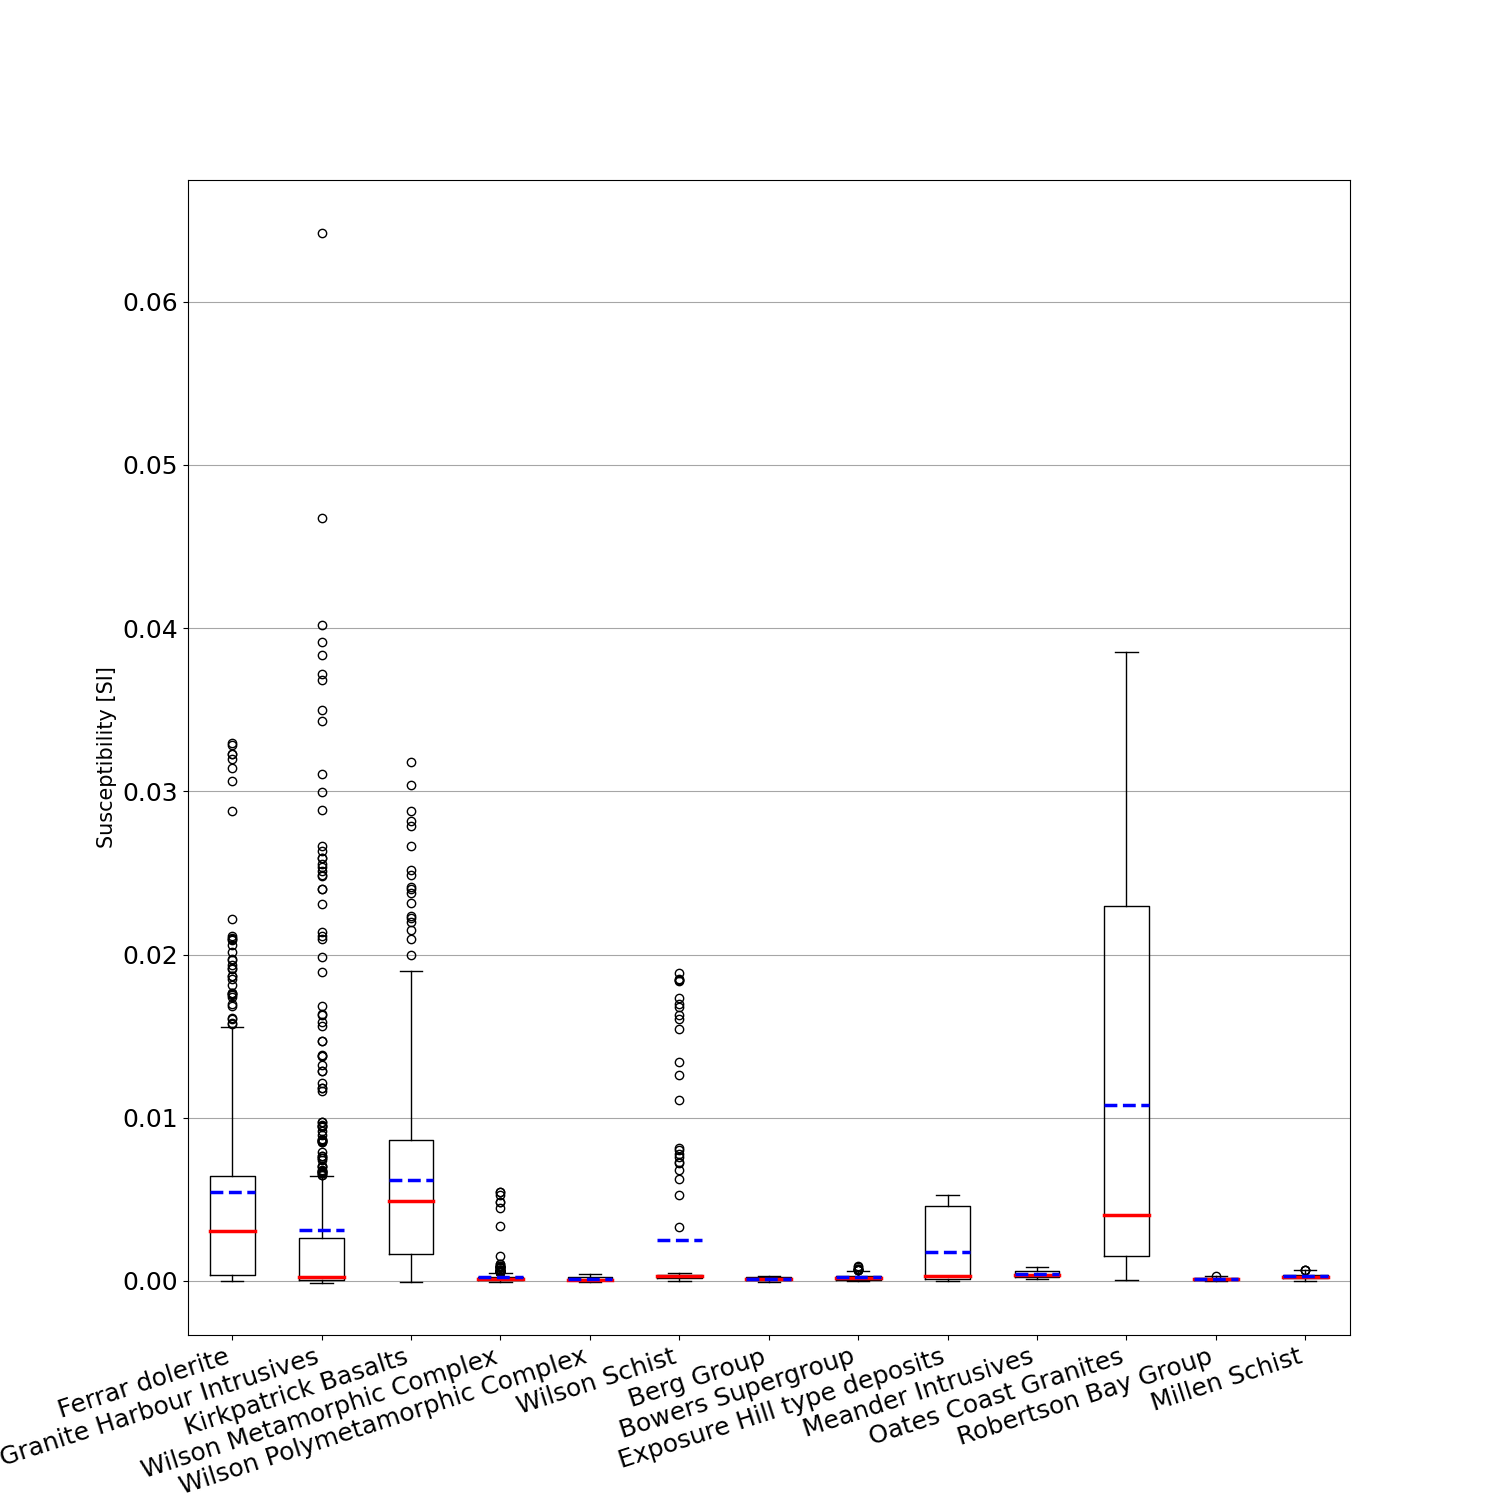 0.06
0.05
0.04
0.03
0.02
0.01
0.00
Susceptibility [SI]
Ferrar dolerite
Granite Harbour Intrusives
Kirkpatrick Basalts
Wilson Metamorphic Complex
Wilson Polymetamorphic Complex
Wilson Schist
Berg Group
Bowers Supergroup
Exposure Hill type deposits
Meander Intrusives
Oates Coast Granites
Robertson Bay Group
Millen Schist